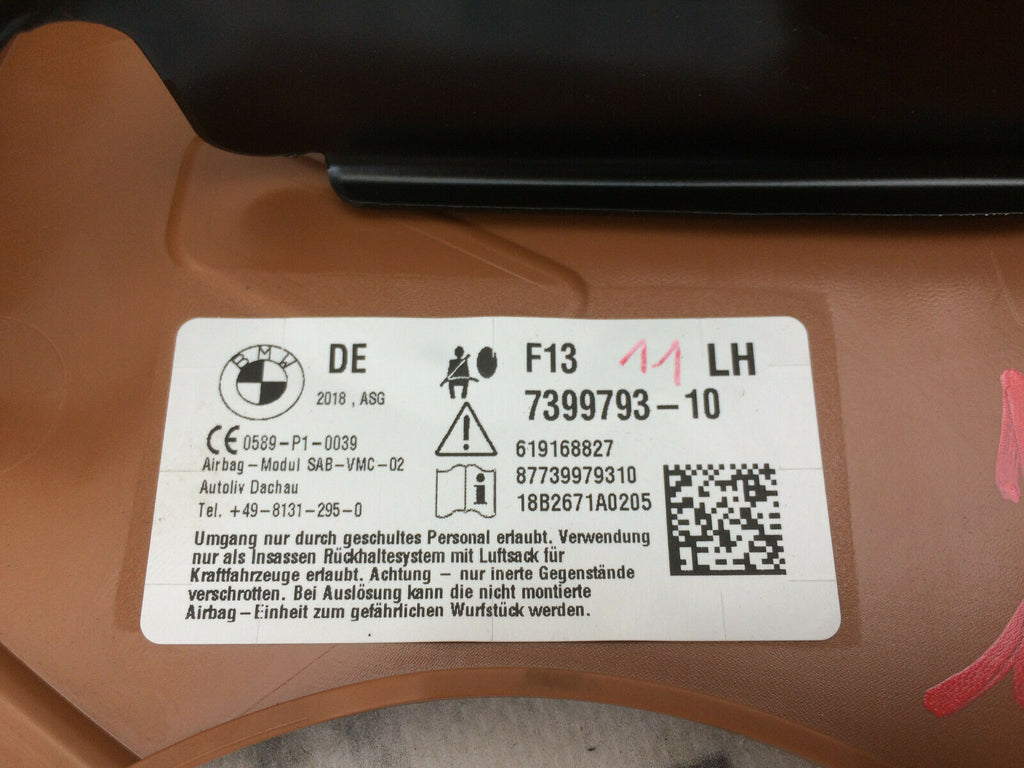 BMW
DE
2018 , ASG
CE 0589-P1-0039
Airbag-Modul SAB-VMC-02
Autoliv Dachau
Tel. +49-8131-295-0
F13 11 LH
7399793-10
619168827
87739979310
18B2671A0205
Umgang nur durch geschultes Personal erlaubt. Verwendung
nur als Insassen Rückhaltesystem mit Luftsack für
Kraftfahrzeuge erlaubt. Achtung - nur inerte Gegenstände
verschrotten. Bei Auslösung kann die nicht montierte
Airbag-Einheit zum gefährlichen Wurfstück werden.